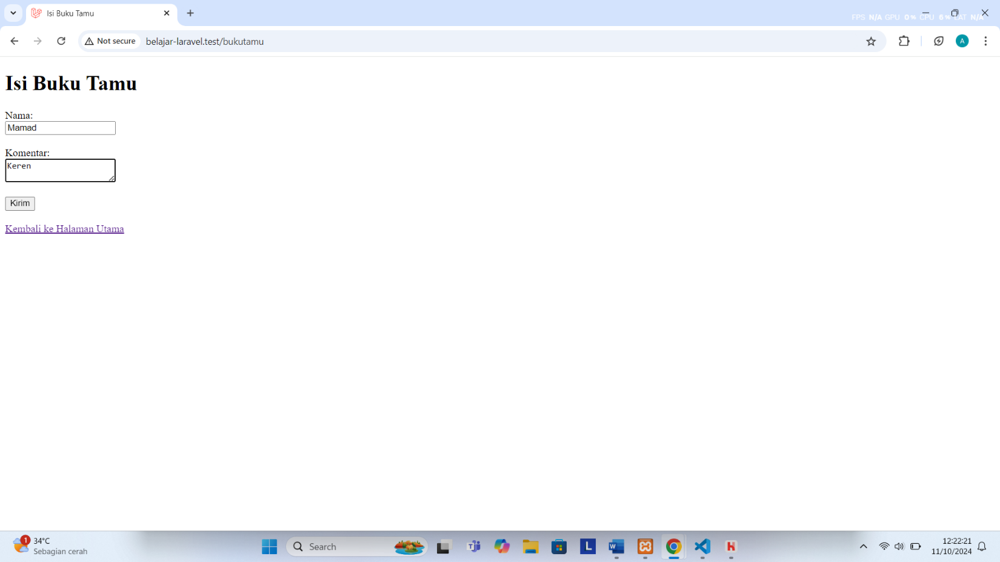 Isi Buku Tamu
FPS N/A GPU 0% CPU 6% LAT N/A
Not secure
belajar-laravel.test/bukutamu
A
Isi Buku Tamu
Nama:
Mamad
Komentar:
Keren
Kirim
Kembali ke Halaman Utama
1
34°C
Sebagian cerah
Search
T
L
W
h
12:22:21
11/10/2024